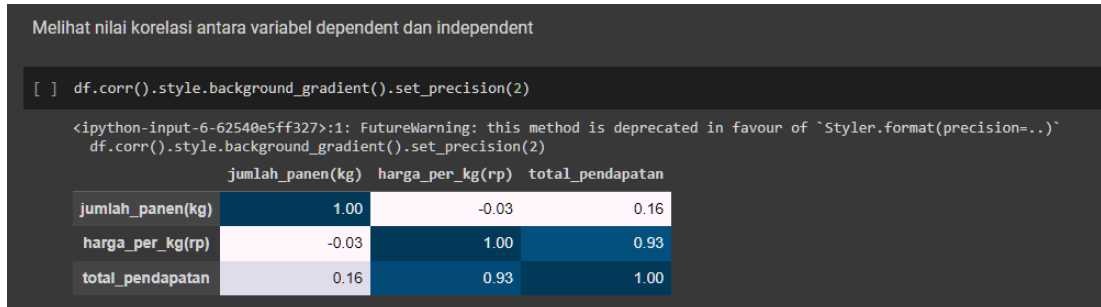 Melihat nilai korelasi antara variabel dependent dan independent
[ ] df.corr().style.background_gradient().set_precision(2)
<ipython-input-6-62540e5ff327>:1: FutureWarning: this method is deprecated in favour of `Styler.format(precision=..)`
df.corr().style.background_gradient().set_precision(2)
jumlah_panen(kg) harga_per_kg(rp) total_pendapatan
jumlah_panen(kg) 1.00 -0.03 0.16
harga_per_kg(rp) -0.03 1.00 0.93
total_pendapatan 0.16 0.93 1.00